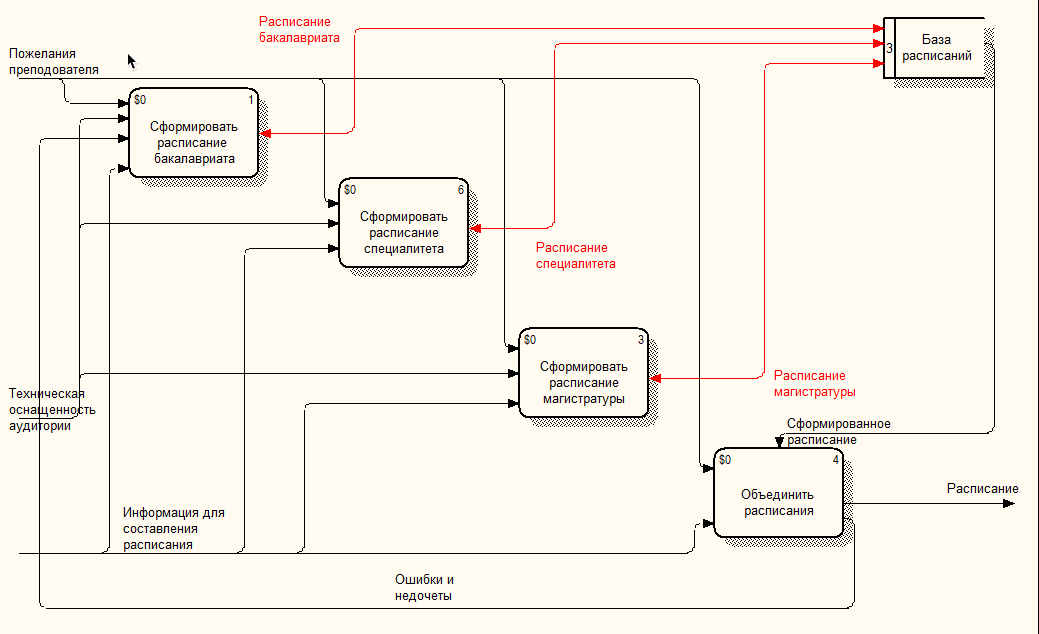 Расписание
бакалавриата
База
расписаний
3
Пожелания
преподователя
$0 1
Сформировать
расписание
бакалавриата
$0 6
Сформировать
расписание
специалитета
Расписание
специалитета
$0 3
Сформировать
расписание
магистратуры
Расписание
магистратуры
Техническая
оснащенность
аудитории
Сформированное
расписание
$0 4
Объединить
расписания
Расписание
Информация для
составления
расписания
Ошибки и
недочеты